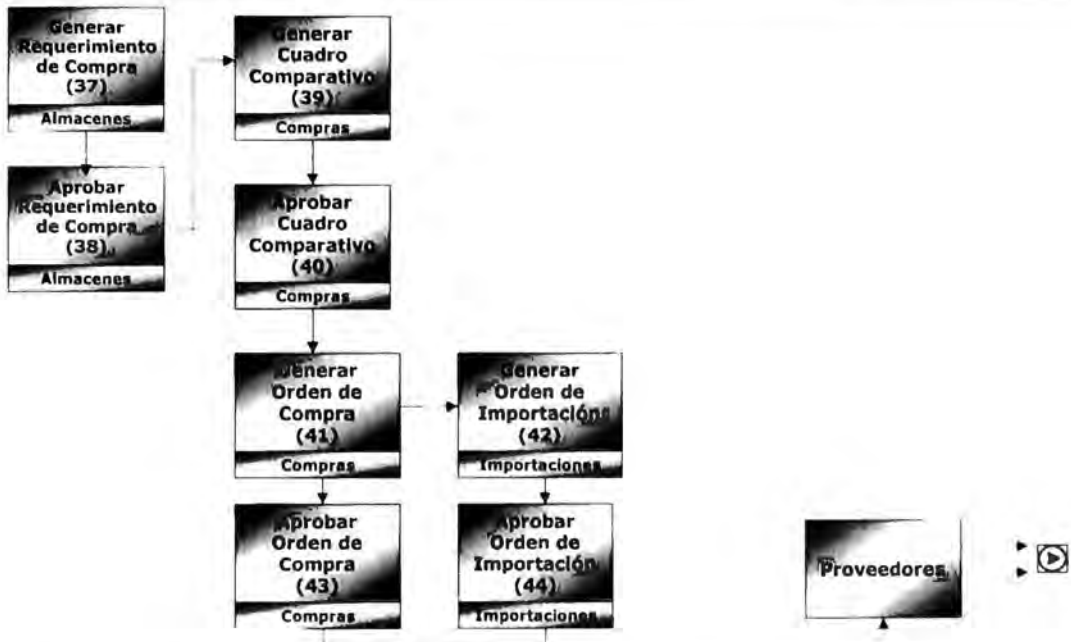 Generar
Requerimiento
de Compra
(37)
Almacenes
Aprobar
Requerimiento
de Compra
(38)
Almacenes
Generar
Cuadro
Comparativo
(39)
Compras
Aprobar
Cuadro
Comparativo
(40)
Compras
Generar
Orden de
Compra
(41)
Compras
Generar
Orden de
Importacións
(42)
Importaciones
Aprobar
Orden de
Compra
(43)
Compras
Aprobar
Orden de
Importación
(44)
Importaciones
Proveedores